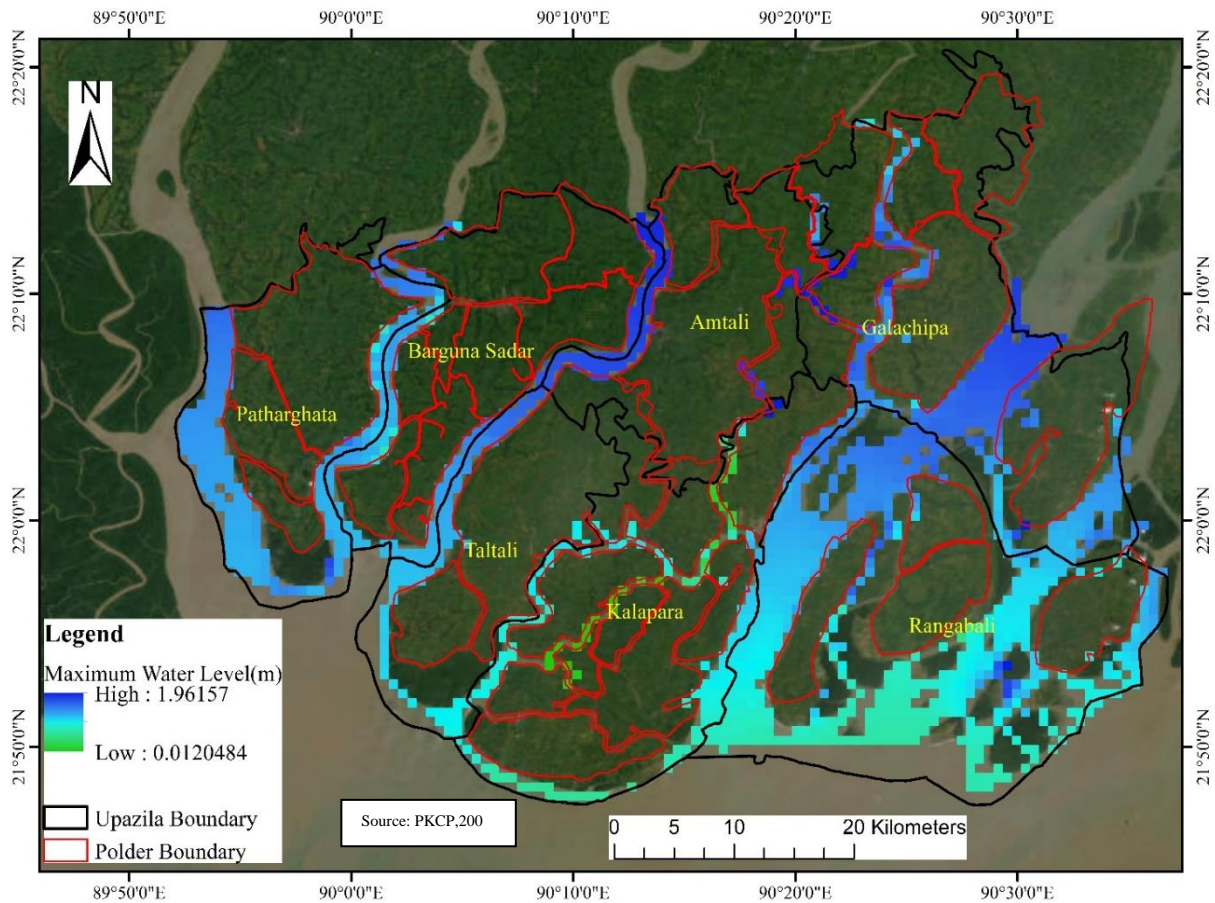 89°50'0"E 90°0'0"E 90°10'0"E 90°20'0"E 90°30'0"E
22°20'0"N 22°20'0"N
N
22°10'0"N 22°10'0"N
Amtali
Galachipa
Barguna Sadar
Patharghata
22°0'0"N 22°0'0"N
Taltali
Kalapara
Rangabali
Legend
Maximum Water Level(m)
High : 1.96157
Low : 0.0120484
21°50'0"N 21°50'0"N
Upazila Boundary
Polder Boundary
Source: PKCP,200
0 5 10 20 Kilometers
89°50'0"E 90°0'0"E 90°10'0"E 90°20'0"E 90°30'0"E